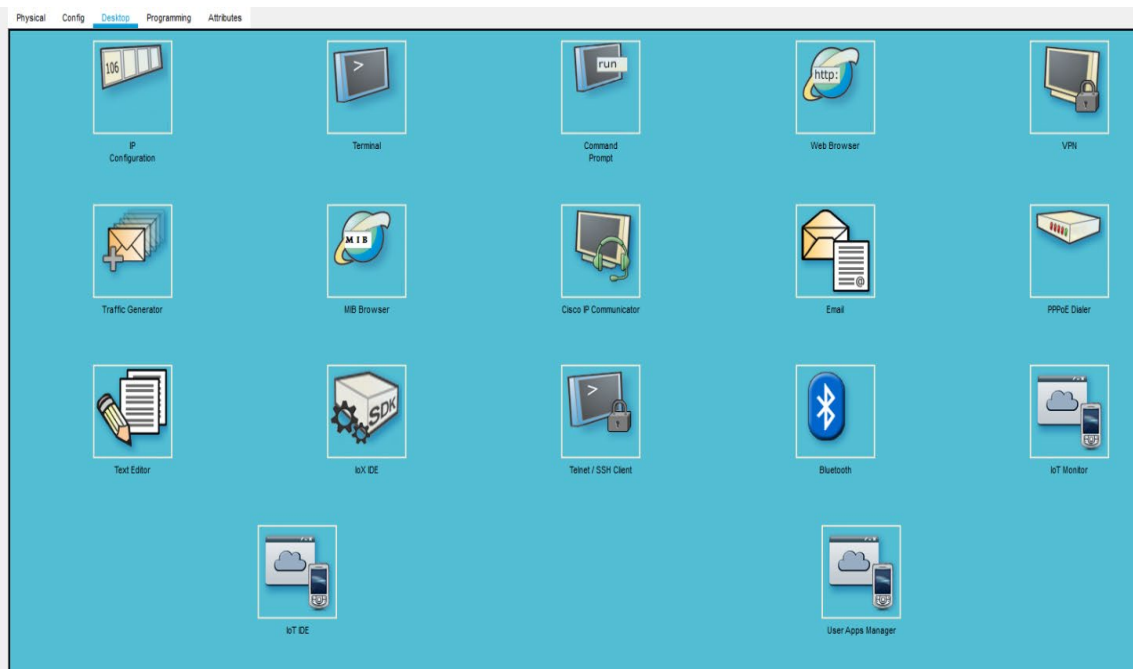 Physical Config Desktop Programming Attributes
106
>
run
http:
IP
Configuration
Terminal
Command
Prompt
Web Browser
VPN
MIB
Traffic Generator
MIB Browser
Cisco IP Communicator
@
Email
PPPoE Dialer
SDK
>
Text Editor
IoX IDE
Telnet / SSH Client
Bluetooth
IoT Monitor
IoT IDE
User Apps Manager